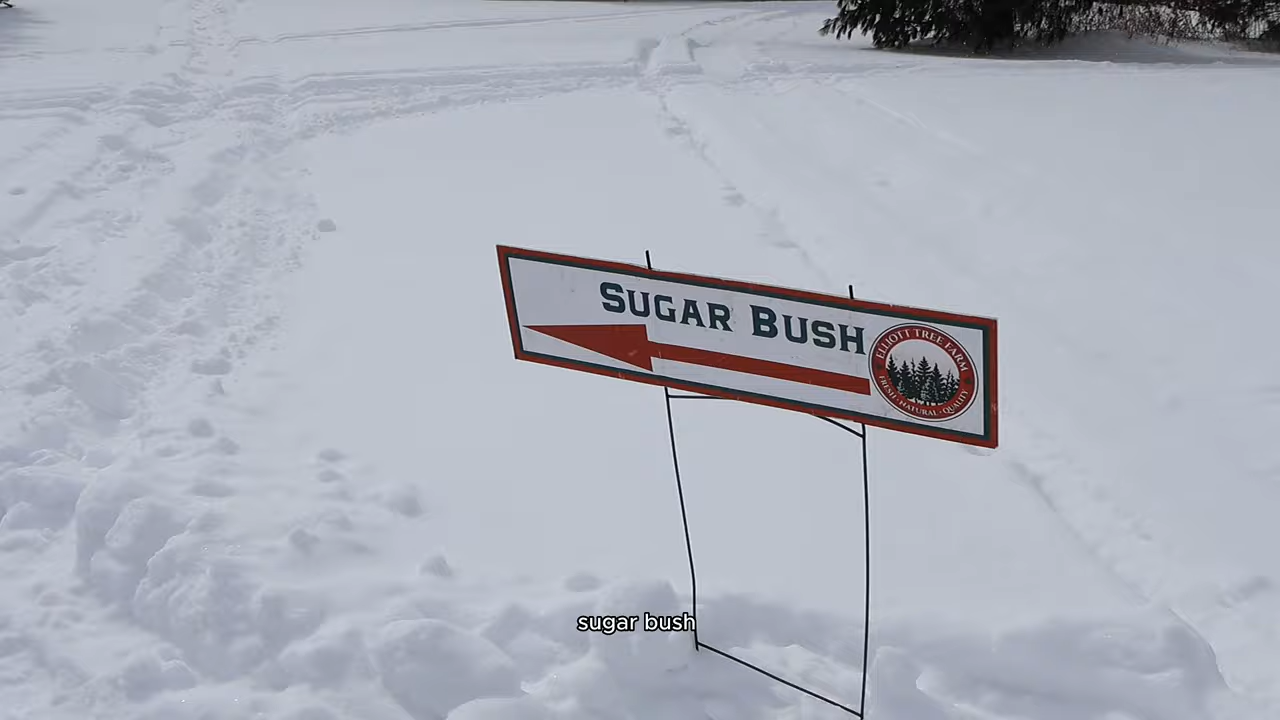 SUGAR BUSH
ELLIOTT TREE FARM
FRESH · NATURAL · QUALITY
sugar bush